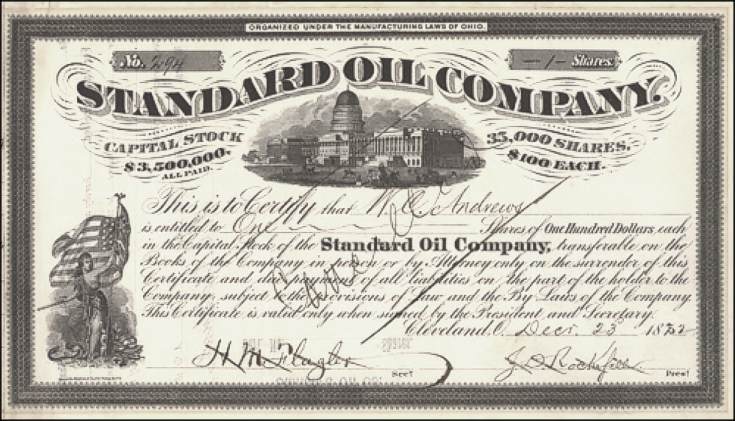 ORGANIZED UNDER THE MANUFACTURING LAWS OF OHIO.
No. 294
-1- Shares
STANDARD OIL COMPANY.
CAPITAL STOCK 35,000 SHARES,
$3,500,000. $100 EACH.
ALL PAID.
This is to Certify that W. C. Andrews
is entitled to One Shares of One Hundred Dollars, each
in the Capital Stock of the Standard Oil Company, transferable on the
Books of the Company in person or by Attorney only on the surrender of this
Certificate and due payment of all liabilities on the part of the holder to the
Company, subject to the provisions of Law and the By Laws of the Company.
This Certificate is valid only when signed by the President and Secretary.
Cleveland, O. Decr. 23 187
H. M. Flagler Secy. J. D. Rockefeller Prest.